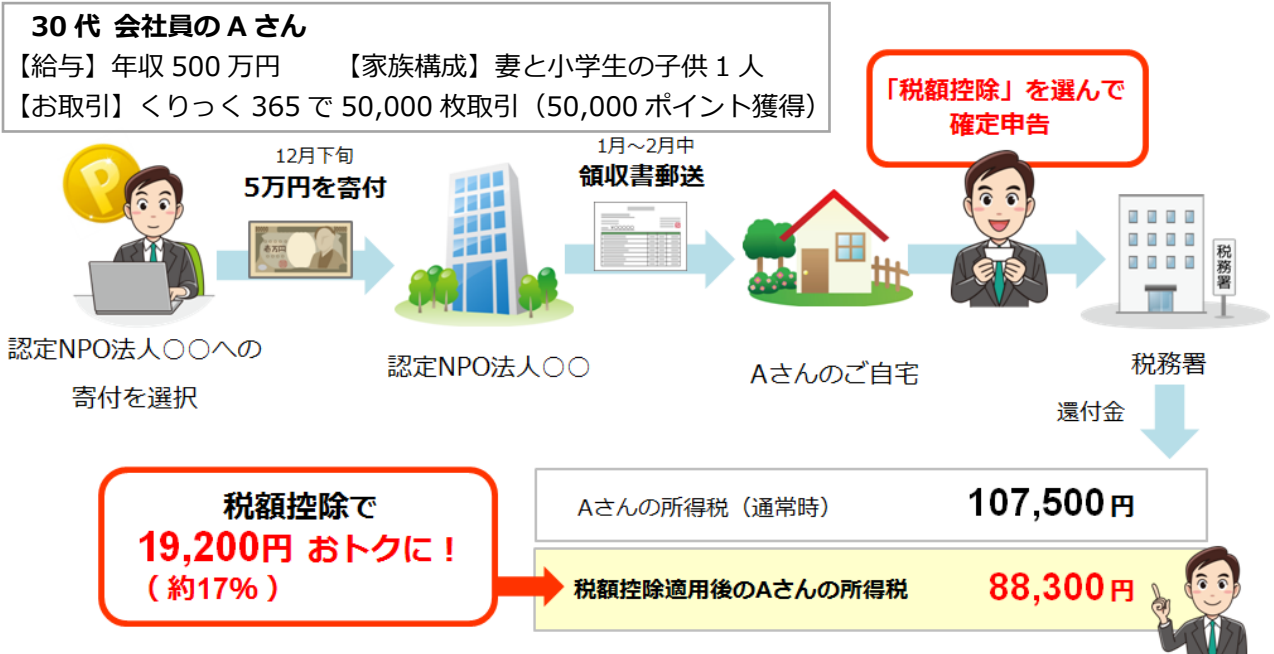 30代 会社員のAさん
【給与】年収500万円 【家族構成】妻と小学生の子供1人
【お取引】くりっく365で50,000枚取引（50,000ポイント獲得）
「税額控除」を選んで
確定申告
12月下旬
5万円を寄付
1月～2月中
領収書郵送
P
壱万円
税務署
認定NPO法人○○への
寄付を選択
認定NPO法人○○
Aさんのご自宅
税務署
還付金
税額控除で
19,200円 おトクに！
（約17%）
Aさんの所得税（通常時） 107,500円
税額控除適用後のAさんの所得税 88,300円